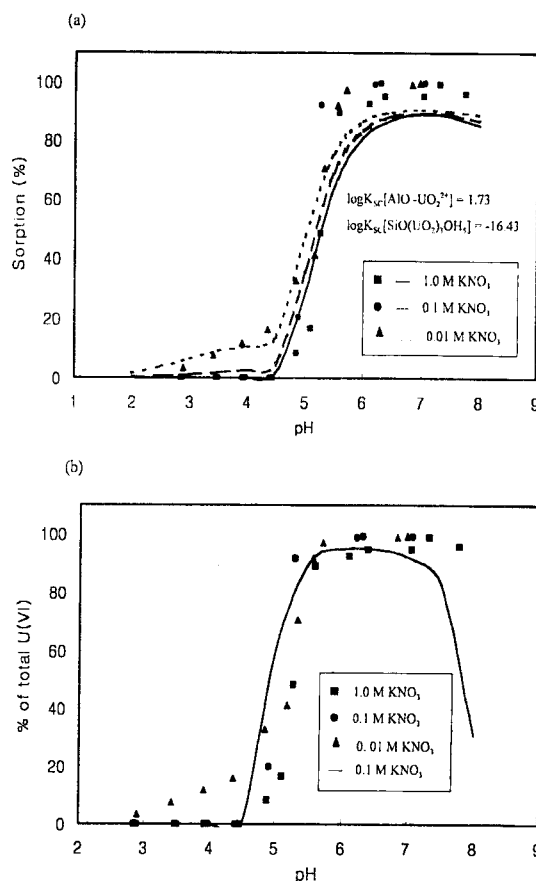 (a)
100
80
60
40
20
0
Sorption (%)
logK_SC[AlO-UO₂²⁺] = 1.73
logK_SC[SiO(UO₂)₃OH₅] = -16.43
1.0 M KNO₃
0.1 M KNO₃
0.01 M KNO₃
1 2 3 4 5 6 7 8 9
pH
(b)
100
80
60
40
20
0
% of total U(VI)
1.0 M KNO₃
0.1 M KNO₃
0.01 M KNO₃
0.1 M KNO₃
2 3 4 5 6 7 8 9
pH